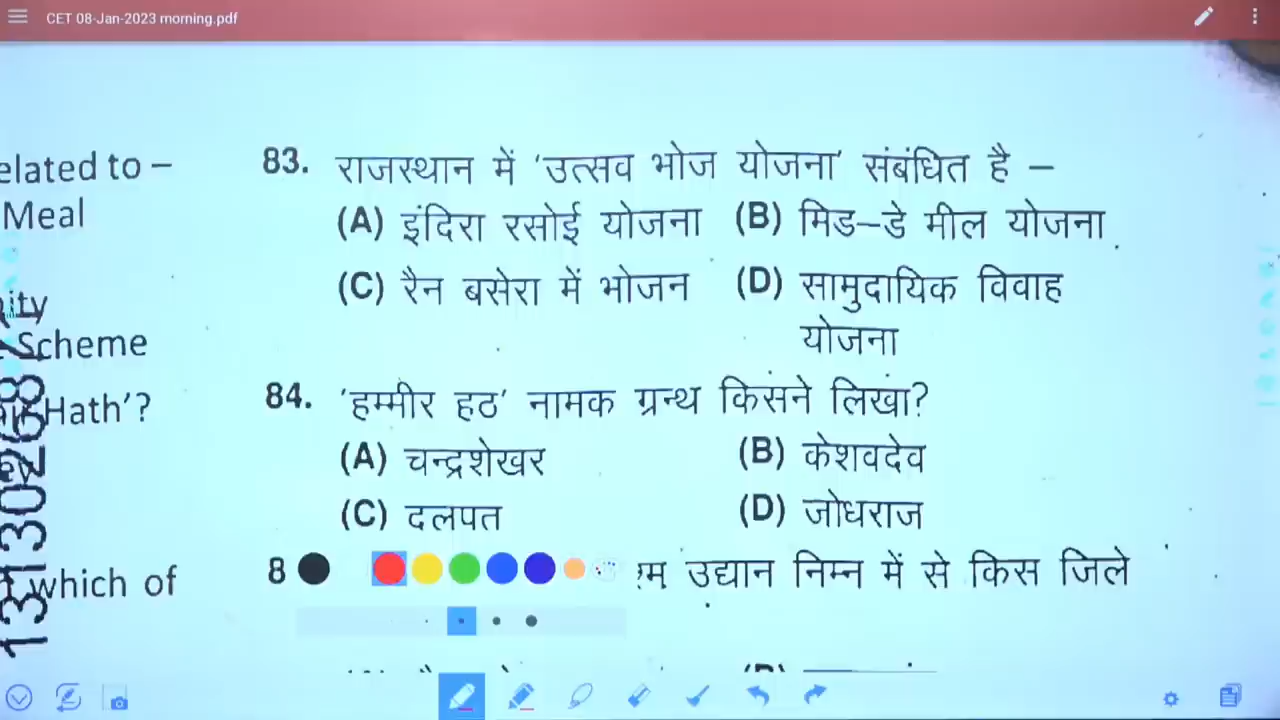 CET 08-Jan-2023 morning.pdf
elated to –
Meal
Scheme
Hath'?
which of
83. राजस्थान में 'उत्सव भोज योजना' संबंधित है –
(A) इंदिरा रसोई योजना (B) मिड–डे मील योजना
(C) रैन बसेरा में भोजन (D) सामुदायिक विवाह
योजना
84. 'हम्मीर हठ' नामक ग्रन्थ किसने लिखा?
(A) चन्द्रशेखर (B) केशवदेव
(C) दलपत (D) जोधराज
8 उद्यान निम्न में से किस जिले